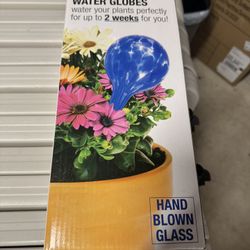 WATER GLOBES
water your plants perfectly
for up to 2 weeks for you!
HAND
BLOWN
GLASS